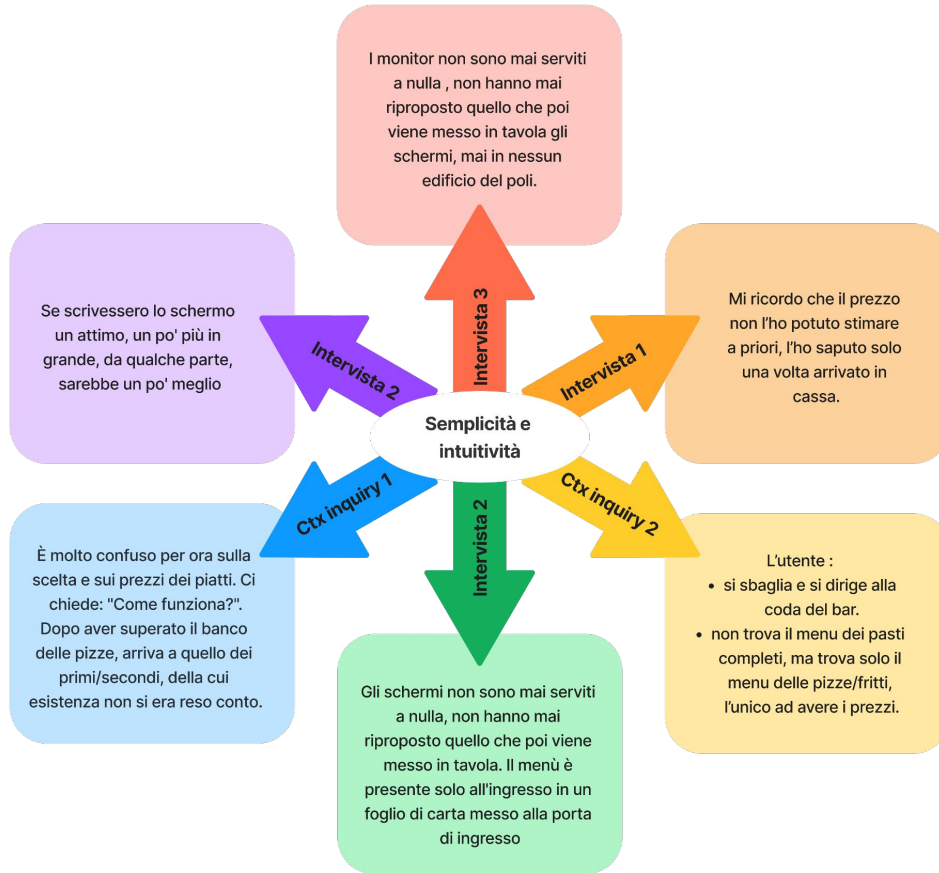 I monitor non sono mai serviti
a nulla , non hanno mai
riproposto quello che poi
viene messo in tavola gli
schermi, mai in nessun
edificio del poli.
Intervista 3
Se scrivessero lo schermo
un attimo, un po' più in
grande, da qualche parte,
sarebbe un po' meglio
Intervista 2
Intervista 1
Mi ricordo che il prezzo
non l'ho potuto stimare
a priori, l'ho saputo solo
una volta arrivato in
cassa.
Semplicità e
intuitività
È molto confuso per ora sulla
scelta e sui prezzi dei piatti. Ci
chiede: "Come funziona?".
Dopo aver superato il banco
delle pizze, arriva a quello dei
primi/secondi, della cui
esistenza non si era reso conto.
Ctx inquiry 1
Intervista 2
Ctx inquiry 2
L'utente :
• si sbaglia e si dirige alla
coda del bar.
• non trova il menu dei pasti
completi, ma trova solo il
menu delle pizze/fritti,
l'unico ad avere i prezzi.
Gli schermi non sono mai serviti
a nulla, non hanno mai
riproposto quello che poi viene
messo in tavola. Il menù è
presente solo all'ingresso in un
foglio di carta messo alla porta
di ingresso